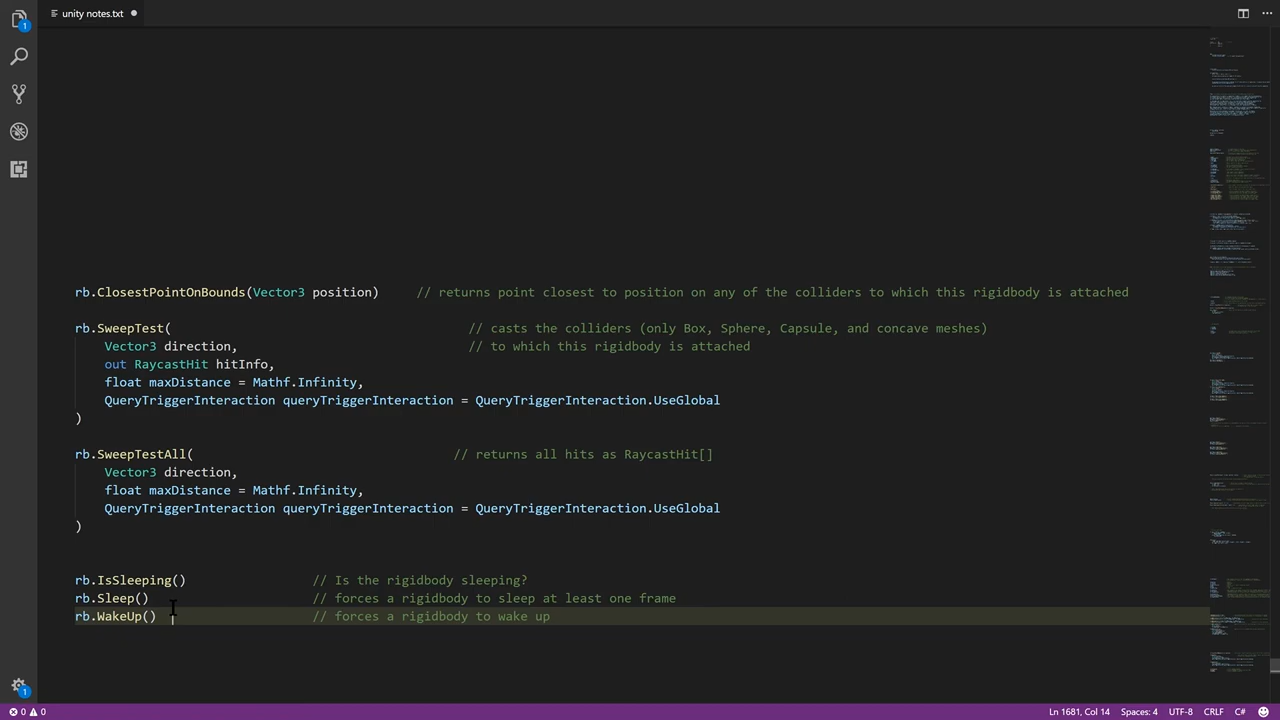 unity notes.txt
1
rb.ClosestPointOnBounds(Vector3 position) // returns point closest to position on any of the colliders to which this rigidbody is attached
rb.SweepTest( // casts the colliders (only Box, Sphere, Capsule, and concave meshes)
Vector3 direction, // to which this rigidbody is attached
out RaycastHit hitInfo,
float maxDistance = Mathf.Infinity,
QueryTriggerInteraction queryTriggerInteraction = QueryTriggerInteraction.UseGlobal
)
rb.SweepTestAll( // return all hits as RaycastHit[]
Vector3 direction,
float maxDistance = Mathf.Infinity,
QueryTriggerInteraction queryTriggerInteraction = QueryTriggerInteraction.UseGlobal
)
rb.IsSleeping() // Is the rigidbody sleeping?
rb.Sleep() // forces a rigidbody to sleep at least one frame
rb.WakeUp() // forces a rigidbody to wake up
1
0 0 Ln 1681, Col 14 Spaces: 4 UTF-8 CRLF C#